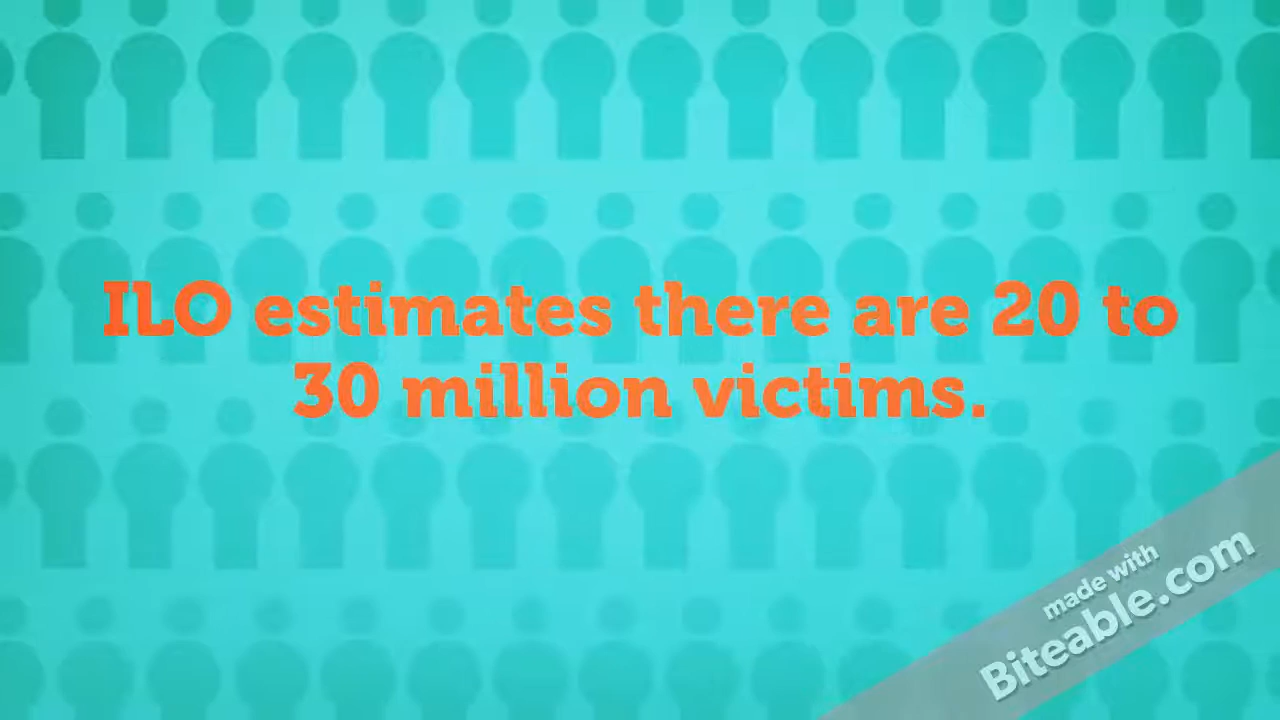 ILO estimates there are 20 to
30 million victims.
made with
Biteable.com